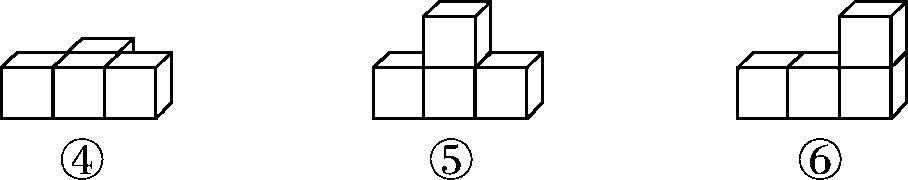 ④ ⑤ ⑥